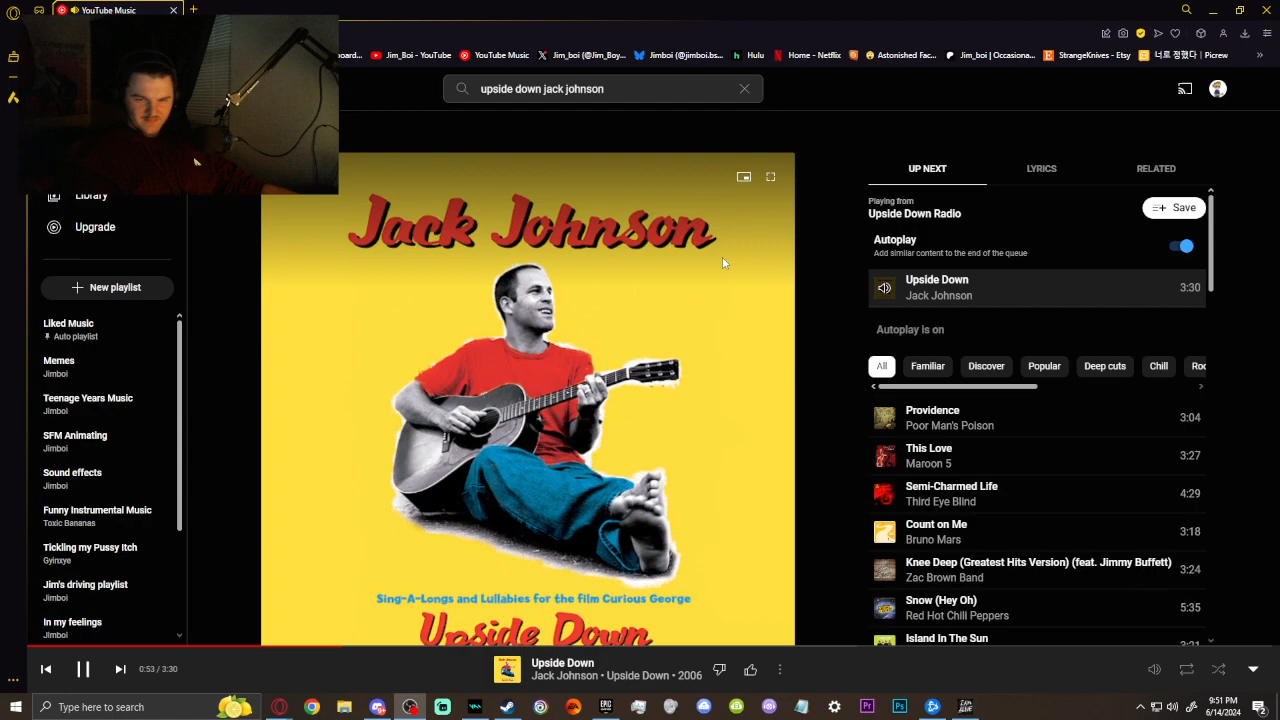 YouTube Music
board...
YouTube Jim_Boi - YouTube
YouTube Music
Jim_Boi (@Jim_Boy...
Jimboi (@jimboi.bs...
Hulu
Home - Netflix
Astonished Fac...
Jim_boi | Occasiona...
StrangeKnives - Etsy
나로 정했다 | Picrew
upside down jack johnson
Library
Upgrade
New playlist
Liked Music
Auto playlist
Memes
Jimboi
Teenage Years Music
Jimboi
SFM Animating
Jimboi
Sound effects
Jimboi
Funny Instrumental Music
Toxic Bananas
Tickling my Pussy Itch
Gyinxye
Jim's driving playlist
Jimboi
In my feelings
Jimboi
Jack Johnson
Sing-A-Longs and Lullabies for the film Curious George
Upside Down
UP NEXT
LYRICS
RELATED
Playing from
Upside Down Radio
Save
Autoplay
Add similar content to the end of the queue
Upside Down
Jack Johnson
3:30
Autoplay is on
All
Familiar
Discover
Popular
Deep cuts
Chill
Roc
Providence
Poor Man's Poison
3:04
This Love
Maroon 5
3:27
Semi-Charmed Life
Third Eye Blind
4:29
Count on Me
Bruno Mars
3:18
Knee Deep (Greatest Hits Version) (feat. Jimmy Buffett)
Zac Brown Band
3:24
Snow (Hey Oh)
Red Hot Chili Peppers
5:35
Island In The Sun
3:21
0:53 / 3:30
Upside Down
Jack Johnson • Upside Down • 2006
Type here to search
9:51 PM
6/14/2024